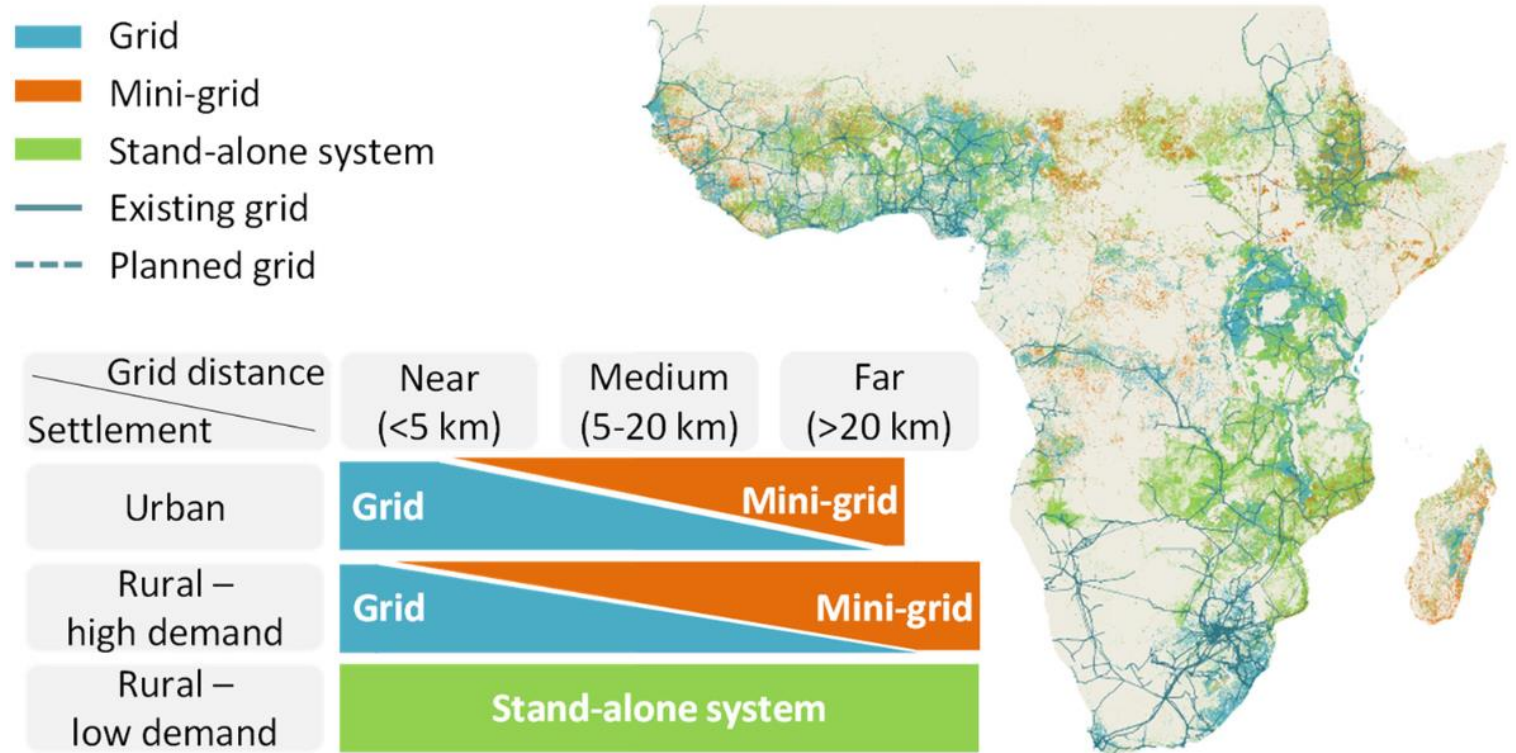 Grid
Mini-grid
Stand-alone system
Existing grid
Planned grid
Grid distance
Settlement
Near
(<5 km)
Medium
(5-20 km)
Far
(>20 km)
Urban
Grid
Mini-grid
Rural –
high demand
Grid
Mini-grid
Rural –
low demand
Stand-alone system